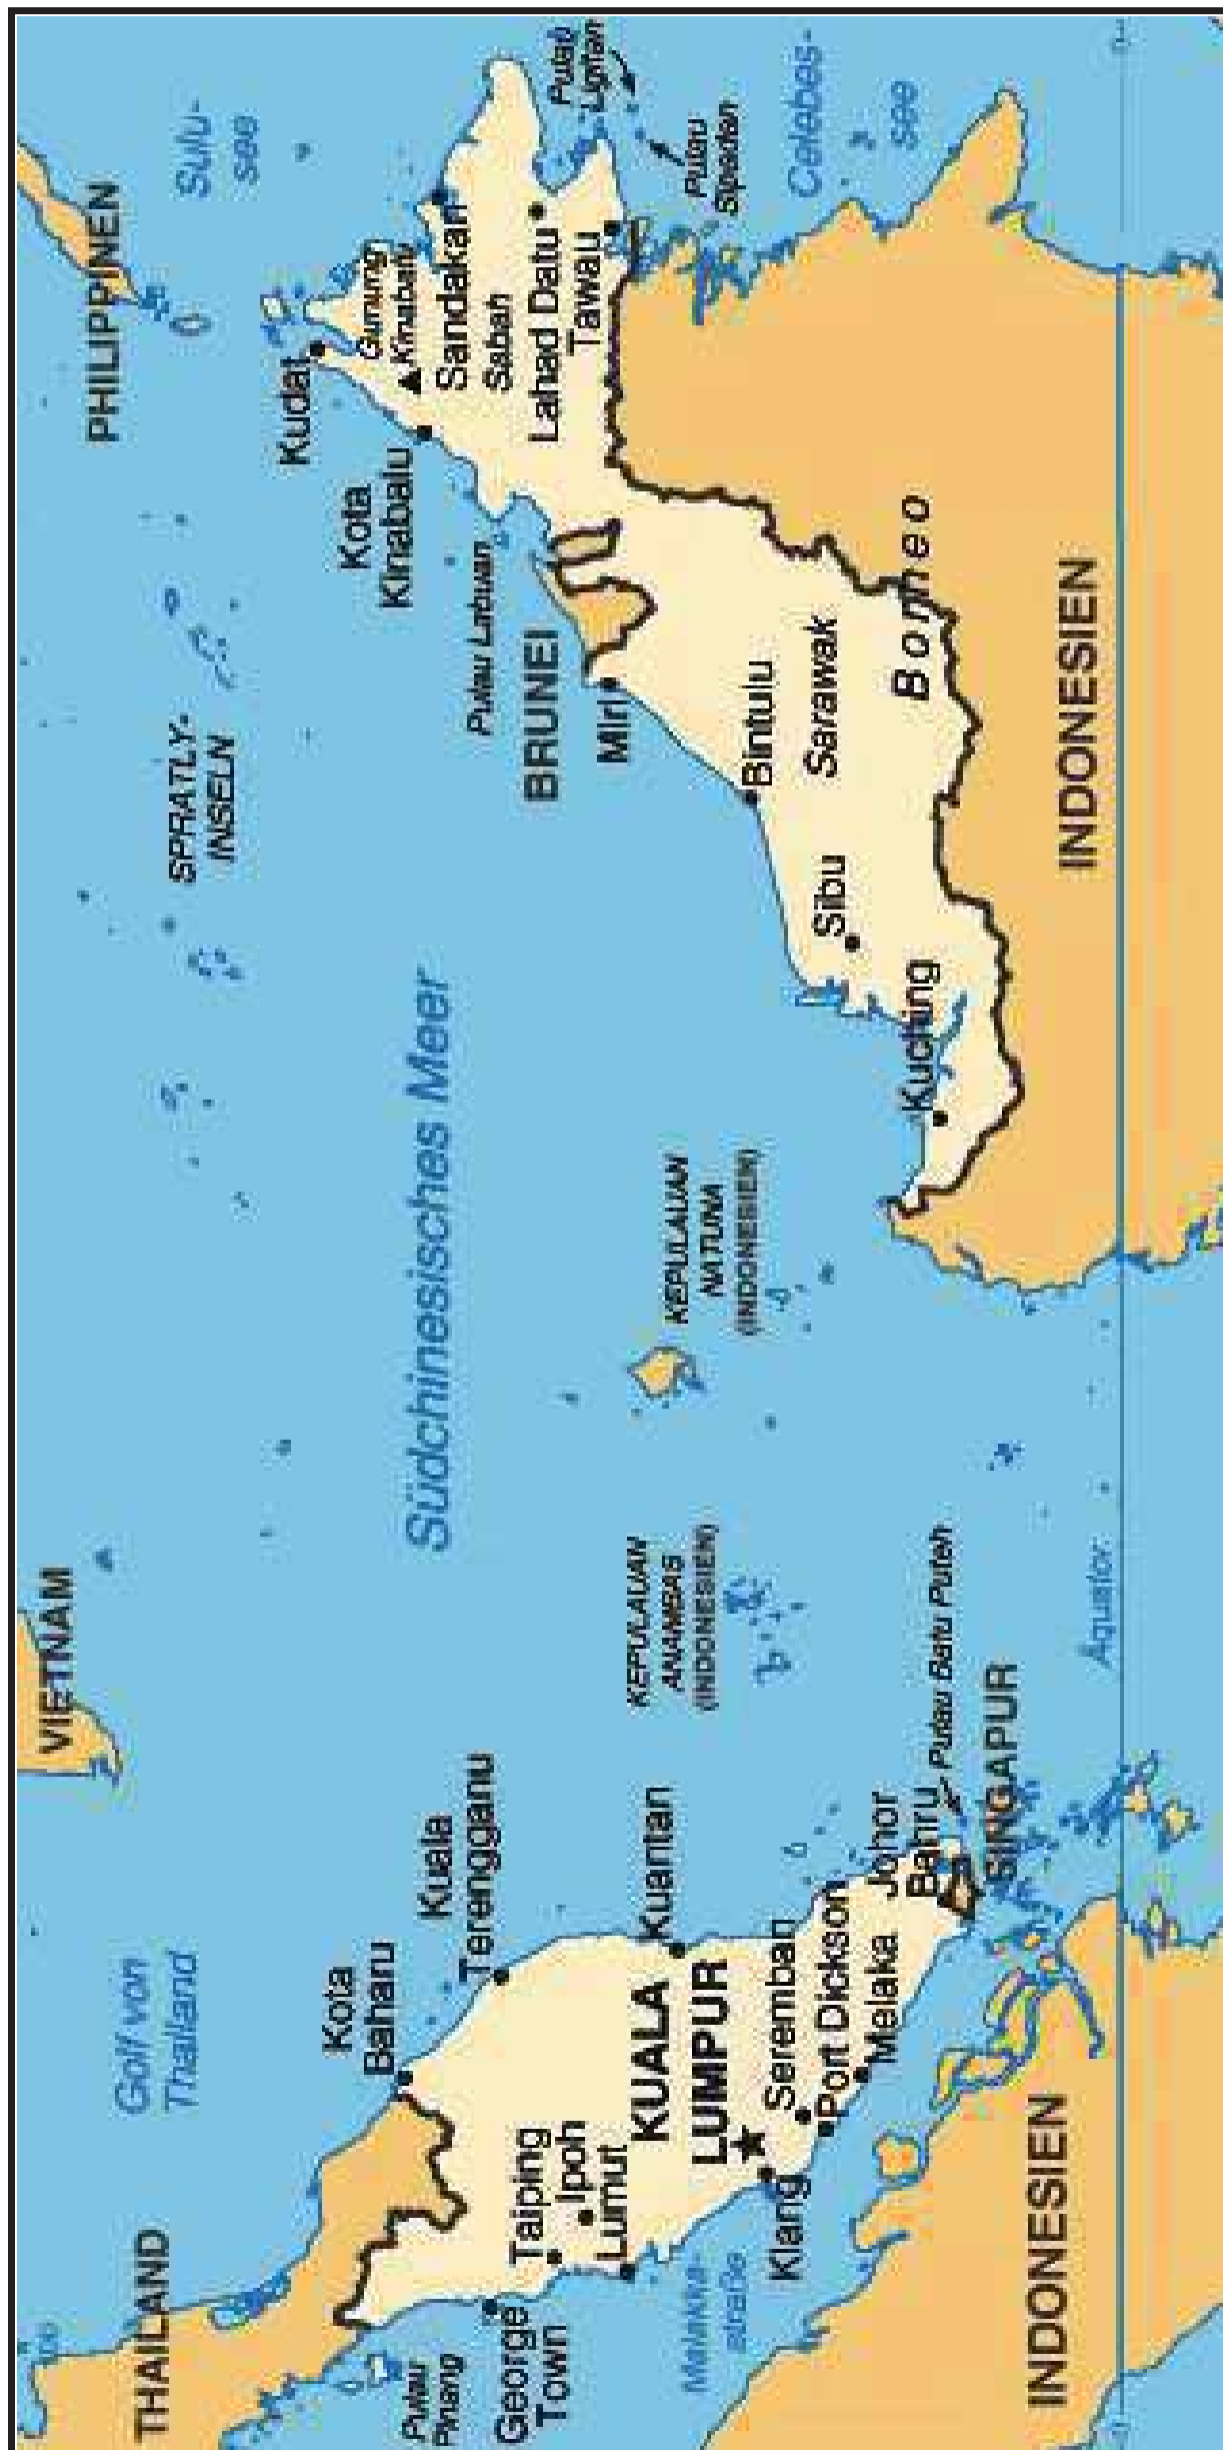 THAILAND
Golf von
Thailand
VIETNAM
PHILIPPINEN
Sulu-
see
SPRATLY-
INSELN
Kudat
Gunung
Kinabalu
Kota
Kinabalu
Sandakan
Sabah
Lahad Datu
Tawau
Pulau
Ligitan
Pulau
Sipadan
Celebes-
see
Pulau Labuan
BRUNEI
Miri
Bintulu
Sarawak
Borneo
Sibu
Kuching
INDONESIEN
Südchinesisches Meer
KEPULAUAN
NATUNA
(INDONESIEN)
KEPULAUAN
ANAMBAS
(INDONESIEN)
Kota
Baharu
Kuala
Terengganu
Pulau
Pinang
George
Town
Taiping
Ipoh
Lumut
Kuantan
KUALA
LUMPUR
Klang
Seremban
Port Dickson
Melaka
Johor
Bahru
Pulau Batu Puteh
SINGAPUR
Malakka-
straße
INDONESIEN
Äquator